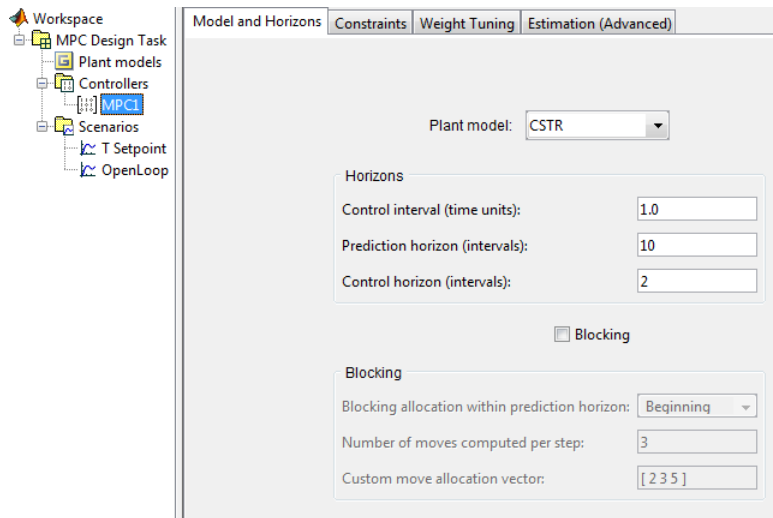 Workspace
MPC Design Task
Plant models
Controllers
MPC1
Scenarios
T Setpoint
OpenLoop
Model and Horizons Constraints Weight Tuning Estimation (Advanced)
Plant model: CSTR
Horizons
Control interval (time units): 1.0
Prediction horizon (intervals): 10
Control horizon (intervals): 2
Blocking
Blocking
Blocking allocation within prediction horizon: Beginning
Number of moves computed per step: 3
Custom move allocation vector: [ 2 3 5 ]